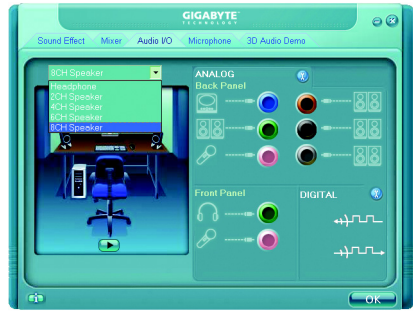 GIGABYTE
TECHNOLOGY
Sound Effect Mixer Audio I/O Microphone 3D Audio Demo
8CH Speaker
Headphone
2CH Speaker
4CH Speaker
6CH Speaker
8CH Speaker
ANALOG
Back Panel
Front Panel
DIGITAL
OK